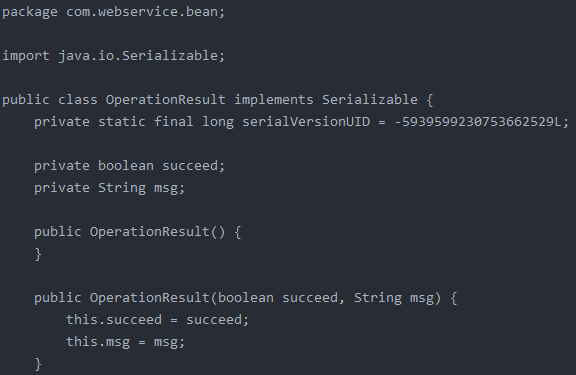 package com.webservice.bean;
import java.io.Serializable;
public class OperationResult implements Serializable {
private static final long serialVersionUID = -5939599230753662529L;
private boolean succeed;
private String msg;
public OperationResult() {
}
public OperationResult(boolean succeed, String msg) {
this.succeed = succeed;
this.msg = msg;
}